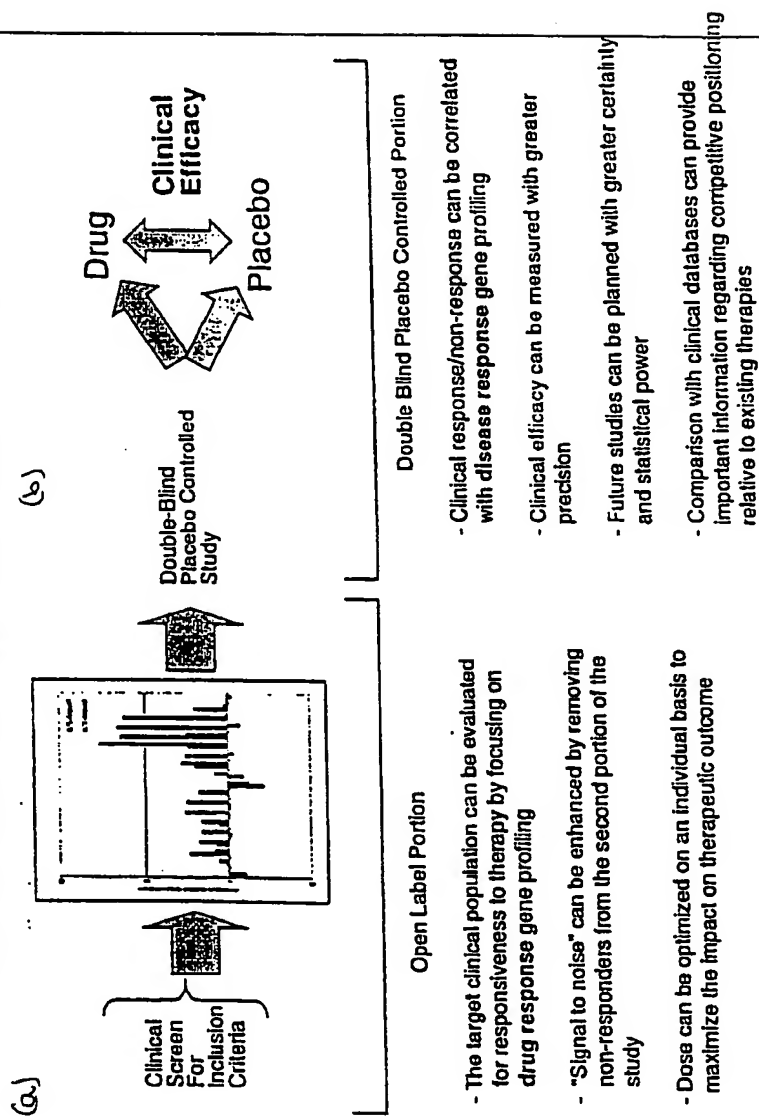 (a)
Clinical
Screen
For
Inclusion
Criteria
Double-Blind
Placebo Controlled
Study
(b)
Drug
Clinical
Efficacy
Placebo
Open Label Portion
- The target clinical population can be evaluated
for responsiveness to therapy by focusing on
drug response gene profiling
- "Signal to noise" can be enhanced by removing
non-responders from the second portion of the
study
- Dose can be optimized on an individual basis to
maximize the impact on therapeutic outcome
Double Blind Placebo Controlled Portion
- Clinical response/non-response can be correlated
with disease response gene profiling
- Clinical efficacy can be measured with greater
precision
- Future studies can be planned with greater certainty
and statistical power
- Comparison with clinical databases can provide
important information regarding competitive positioning
relative to existing therapies